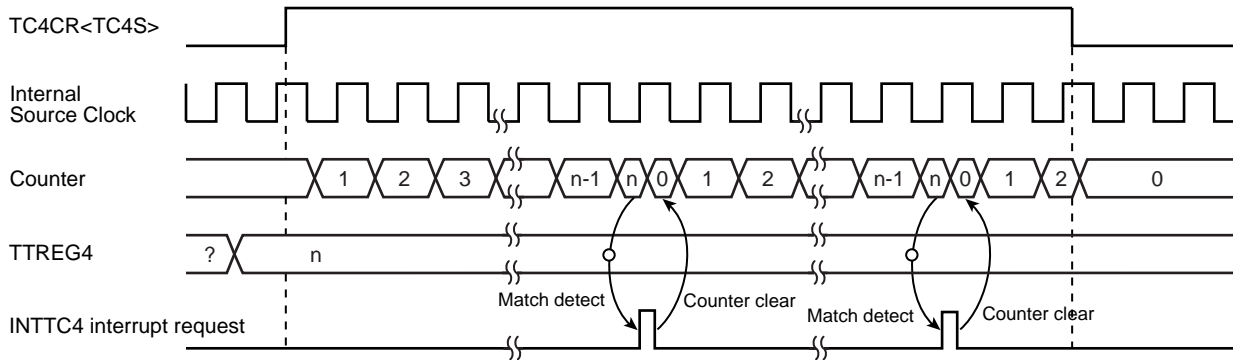 TC4CR<TC4S>
Internal
Source Clock
Counter
1 2 3 n-1 n 0 1 2 n-1 n 0 1 2 0
TTREG4
? n
Match detect Counter clear Match detect Counter clear
INTTC4 interrupt request